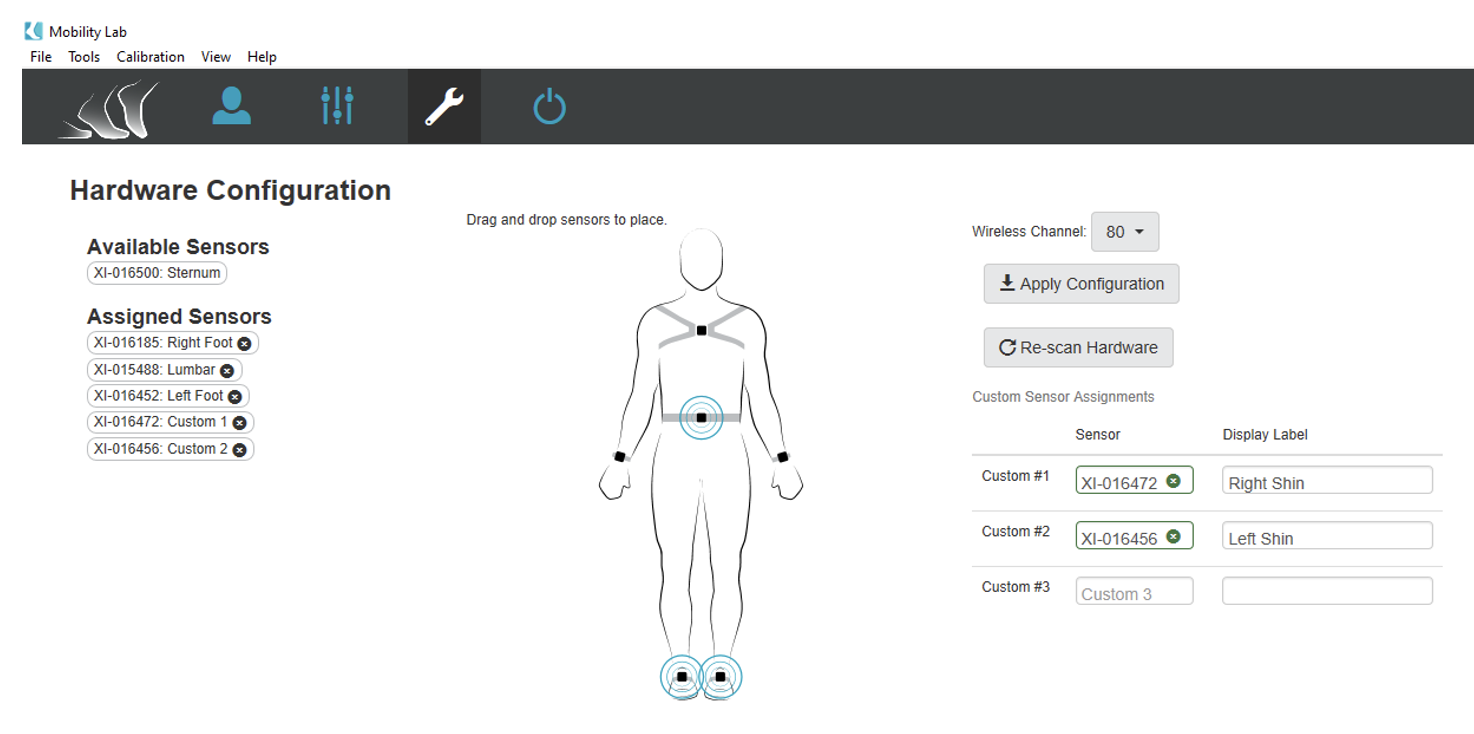 Mobility Lab
File Tools Calibration View Help
Hardware Configuration
Drag and drop sensors to place.
Available Sensors
XI-016500: Sternum
Assigned Sensors
XI-016185: Right Foot
XI-015488: Lumbar
XI-016452: Left Foot
XI-016472: Custom 1
XI-016456: Custom 2
Wireless Channel: 80
Apply Configuration
Re-scan Hardware
Custom Sensor Assignments
Sensor Display Label
Custom #1 XI-016472 Right Shin
Custom #2 XI-016456 Left Shin
Custom #3 Custom 3